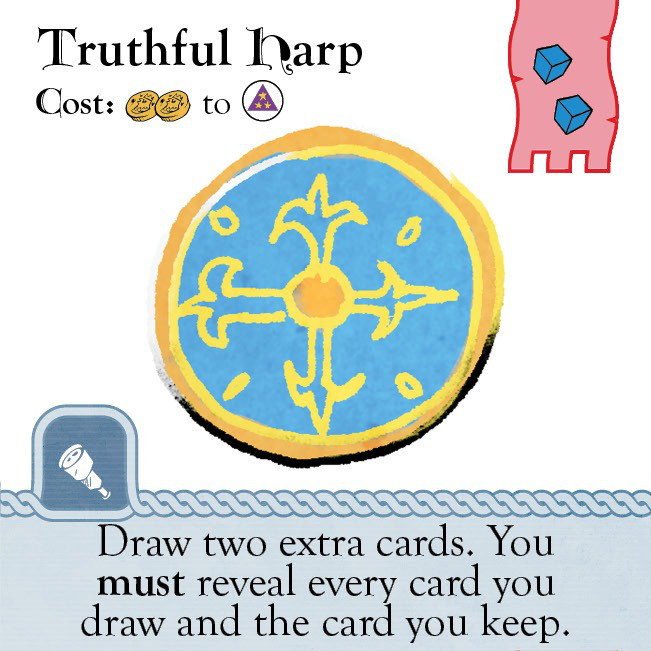 Truthful Harp
Cost: to
Draw two extra cards. You
must reveal every card you
draw and the card you keep.